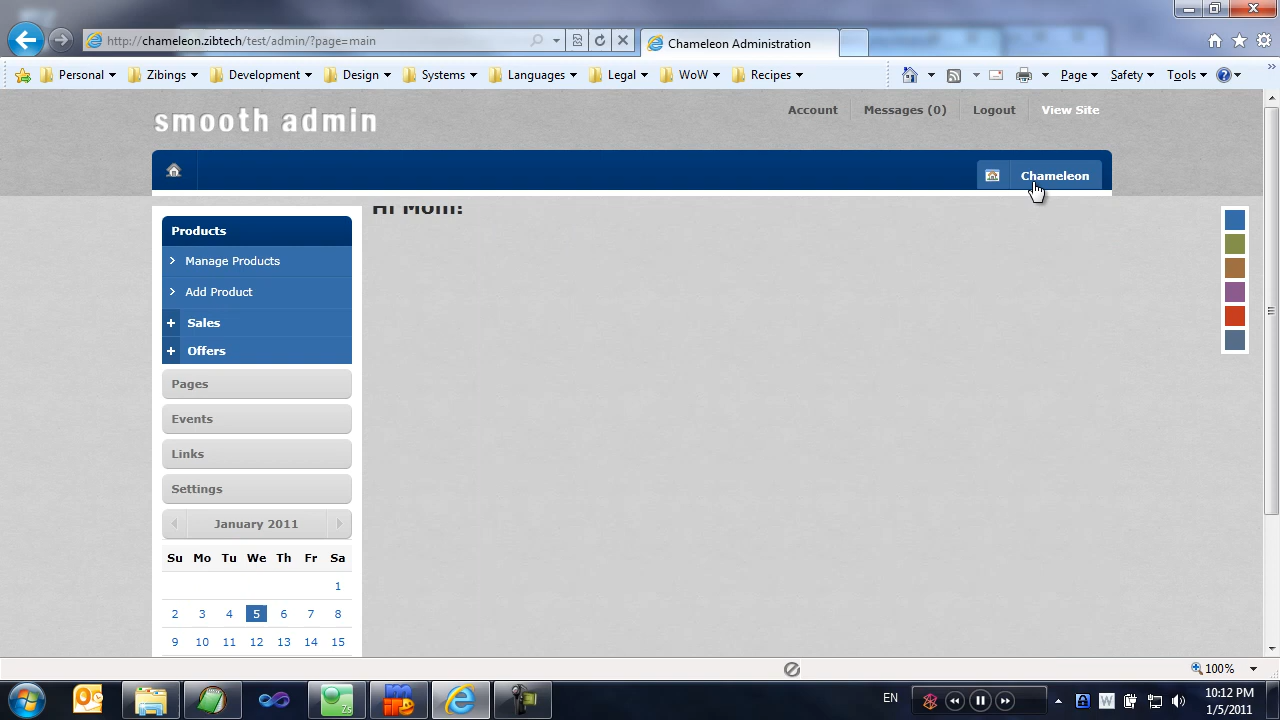 http://chameleon.zibtech/test/admin/?page=main
Chameleon Administration
Personal Zibings Development Design Systems Languages Legal WoW Recipes
Page Safety Tools
smooth admin
Account Messages (0) Logout View Site
Chameleon
Hi Mom!
Products
Manage Products
Add Product
Sales
Offers
Pages
Events
Links
Settings
January 2011
Su Mo Tu We Th Fr Sa
1
2 3 4 5 6 7 8
9 10 11 12 13 14 15
100%
EN
10:12 PM
1/5/2011